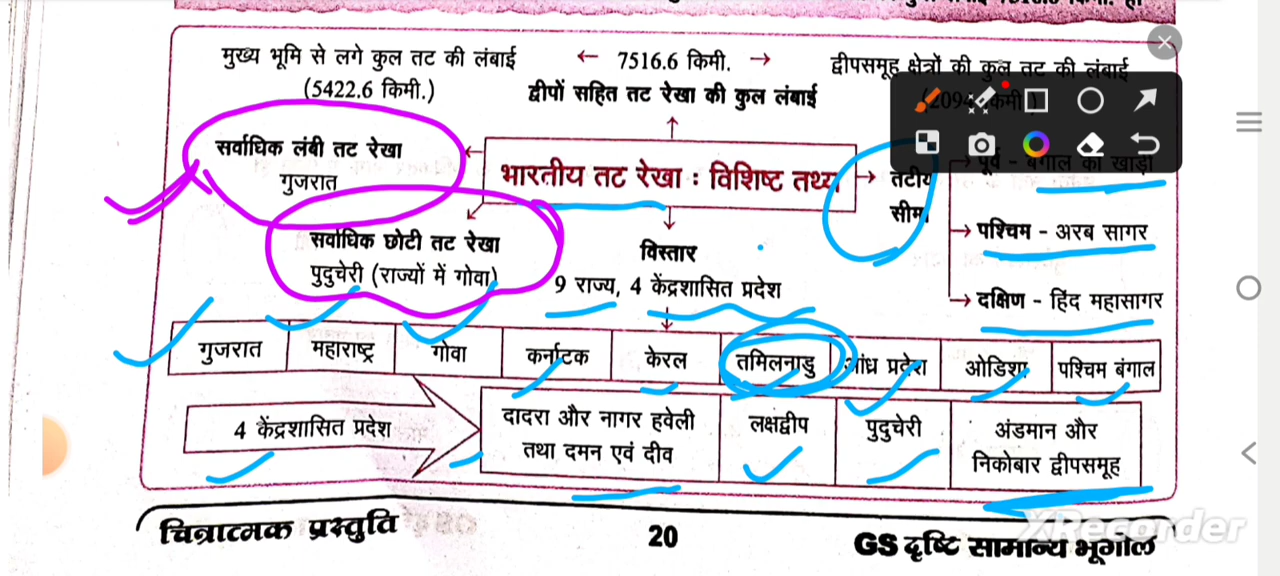 मुख्य भूमि से लगे कुल तट की लंबाई
(5422.6 किमी.)
← 7516.6 किमी. →
द्वीपों सहित तट रेखा की कुल लंबाई
द्वीपसमूह क्षेत्रों की कुल तट की लंबाई
सर्वाधिक लंबी तट रेखा
गुजरात
भारतीय तट रेखा : विशिष्ट तथ्य
तटीय
सीमा
पूर्व - बंगाल की खाड़ी
पश्चिम - अरब सागर
दक्षिण - हिंद महासागर
सर्वाधिक छोटी तट रेखा
पुदुचेरी (राज्यों में गोवा)
विस्तार
9 राज्य, 4 केंद्रशासित प्रदेश
गुजरात महाराष्ट्र गोवा कर्नाटक केरल तमिलनाडु आंध्र प्रदेश ओडिशा पश्चिम बंगाल
4 केंद्रशासित प्रदेश
दादरा और नागर हवेली
तथा दमन एवं दीव
लक्षद्वीप
पुदुचेरी
अंडमान और
निकोबार द्वीपसमूह
चित्रात्मक प्रस्तुति
20
GS दृष्टि सामान्य भूगोल
XRecorder